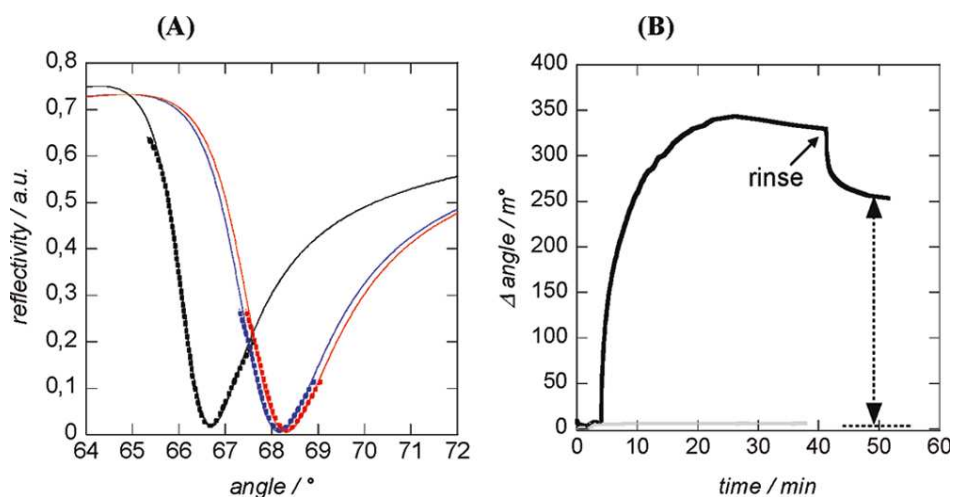 (A)
reflectivity / a.u.
0,8
0,7
0,6
0,5
0,4
0,3
0,2
0,1
0
64 65 66 67 68 69 70 71 72
angle / °
(B)
Δ angle / m°
400
350
300
250
200
150
100
50
0
rinse
0 10 20 30 40 50 60
time / min